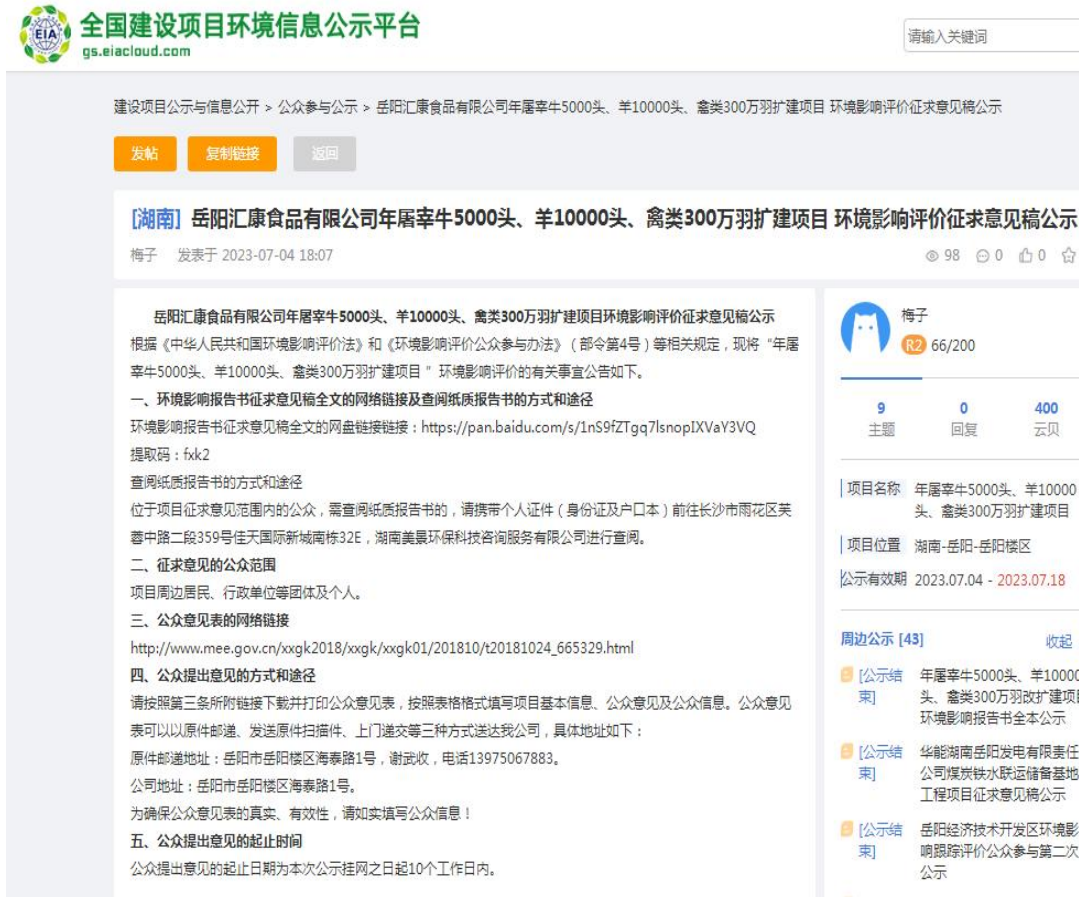 EIA
全国建设项目环境信息公示平台
gs.eiacloud.com
请输入关键词
建设项目公示与信息公开 > 公众参与公示 > 岳阳汇康食品有限公司年屠宰牛5000头、羊10000头、禽类300万羽扩建项目 环境影响评价征求意见稿公示
发帖 复制链接 返回
[湖南] 岳阳汇康食品有限公司年屠宰牛5000头、羊10000头、禽类300万羽扩建项目 环境影响评价征求意见稿公示
梅子 发表于 2023-07-04 18:07
98 0 0
岳阳汇康食品有限公司年屠宰牛5000头、羊10000头、禽类300万羽扩建项目环境影响评价征求意见稿公示
根据《中华人民共和国环境影响评价法》和《环境影响评价公众参与办法》（部令第4号）等相关规定，现将“年屠
宰牛5000头、羊10000头、禽类300万羽扩建项目 ”环境影响评价的有关事宜公告如下。
一、环境影响报告书征求意见稿全文的网络链接及查阅纸质报告书的方式和途径
环境影响报告书征求意见稿全文的网盘链接链接：https://pan.baidu.com/s/1nS9fZTgq7lsnopIXVaY3VQ
提取码：fxk2
查阅纸质报告书的方式和途径
位于项目征求意见范围内的公众，需查阅纸质报告书的，请携带个人证件（身份证及户口本）前往长沙市雨花区芙
蓉中路二段359号佳天国际新城南栋32E，湖南美景环保科技咨询服务有限公司进行查阅。
二、征求意见的公众范围
项目周边居民、行政单位等团体及个人。
三、公众意见表的网络链接
http://www.mee.gov.cn/xxgk2018/xxgk/xxgk01/201810/t20181024_665329.html
四、公众提出意见的方式和途径
请按照第三条所附链接下载并打印公众意见表，按照表格格式填写项目基本信息、公众意见及公众信息。公众意见
表可以以原件邮递、发送原件扫描件、上门递交等三种方式送达我公司，具体地址如下：
原件邮递地址：岳阳市岳阳楼区海泰路1号，谢武收，电话13975067883。
公司地址：岳阳市岳阳楼区海泰路1号。
为确保公众意见表的真实、有效性，请如实填写公众信息！
五、公众提出意见的起止时间
公众提出意见的起止日期为本次公示挂网之日起10个工作日内。
梅子
R2 66/200
9 0 400
主题 回复 云贝
项目名称 年屠宰牛5000头、羊10000
头、禽类300万羽扩建项目
项目位置 湖南-岳阳-岳阳楼区
公示有效期 2023.07.04 - 2023.07.18
周边公示 [43] 收起
[公示结束] 年屠宰牛5000头、羊10000
头、禽类300万羽改扩建项目
环境影响报告书全本公示
[公示结束] 华能湖南岳阳发电有限责任
公司煤炭铁水联运储备基地
工程项目征求意见稿公示
[公示结束] 岳阳经济技术开发区环境影
响跟踪评价公众参与第二次
公示